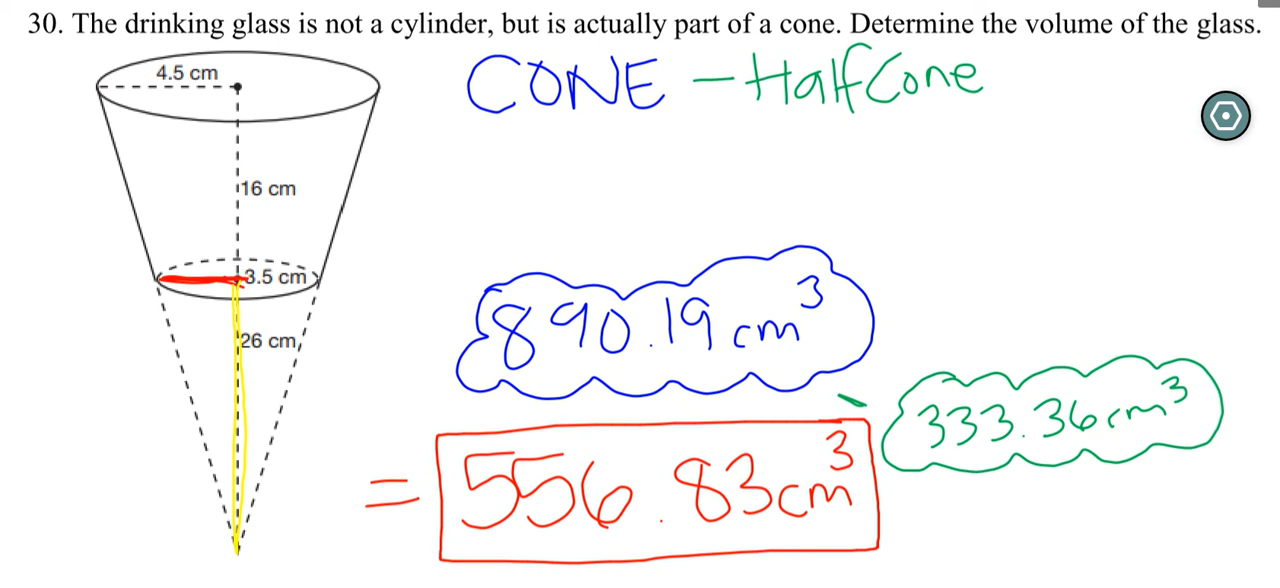 30. The drinking glass is not a cylinder, but is actually part of a cone. Determine the volume of the glass.
4.5 cm
CONE - Half Cone
16 cm
3.5 cm
26 cm
890.19 cm³
- 333.36 cm³
= 556.83 cm³